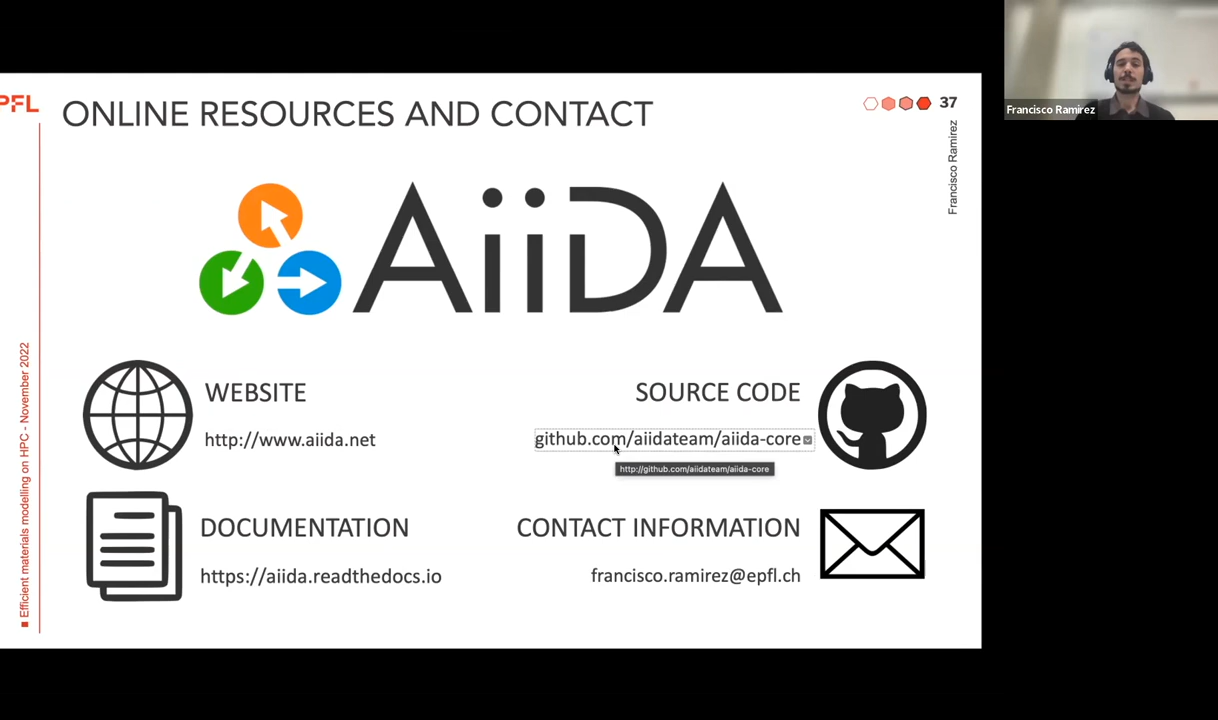 PFL
ONLINE RESOURCES AND CONTACT
37
Francisco Ramirez
AiiDA
WEBSITE
http://www.aiida.net
SOURCE CODE
github.com/aiidateam/aiida-core
http://github.com/aiidateam/aiida-core
DOCUMENTATION
https://aiida.readthedocs.io
CONTACT INFORMATION
francisco.ramirez@epfl.ch
Efficient materials modelling on HPC - November 2022
Francisco Ramirez